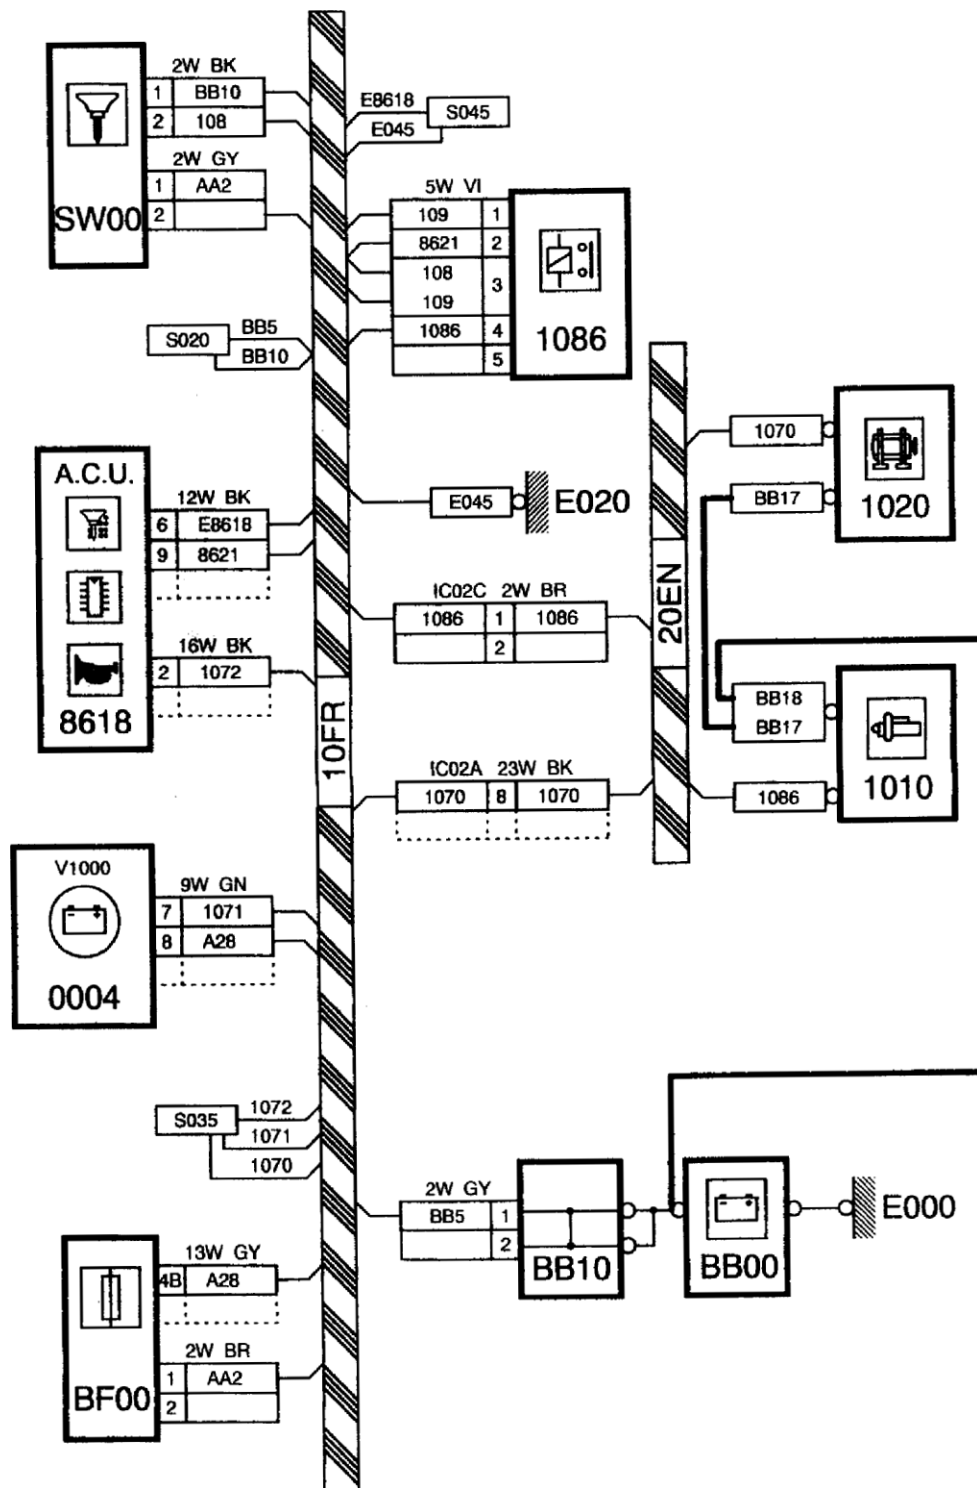 2W BK
1 BB10
2 108
2W GY
1 AA2
2
SW00
E8618
E045
S045
5W VI
109 1
8621 2
108
3
109
1086 4
5
1086
S020
BB5
BB10
1070
BB17
1020
A.C.U.
12W BK
6 E8618
9 8621
16W BK
2 1072
8618
E045
E020
IC02C 2W BR
1086 1 1086
2
20EN
BB18
BB17
1086
1010
10FR
IC02A 23W BK
1070 8 1070
V1000
9W GN
7 1071
8 A28
0004
S035
1072
1071
1070
2W GY
BB5 1
2
BB10
BB00
E000
13W GY
4B A28
2W BR
1 AA2
2
BF00